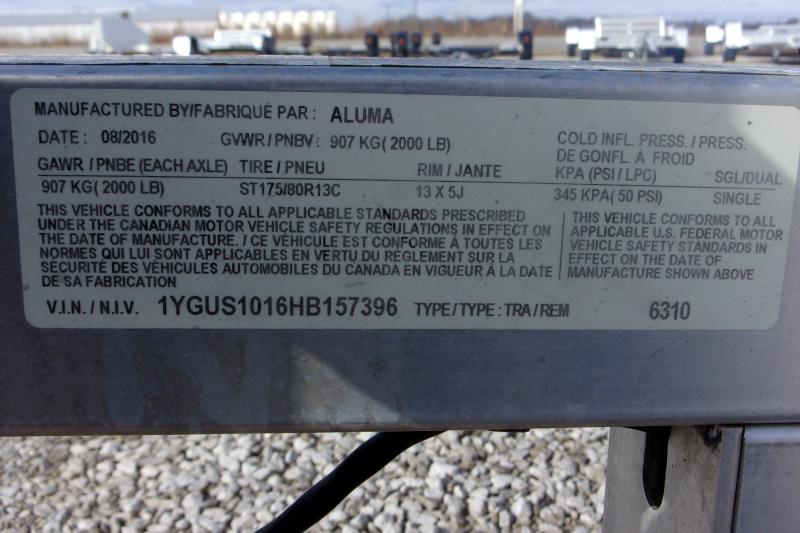 MANUFACTURED BY/FABRIQUÉ PAR : ALUMA
DATE : 08/2016 GVWR / PNBV : 907 KG( 2000 LB)
COLD INFL. PRESS. / PRESS.
DE GONFL. À FROID
GAWR / PNBE (EACH AXLE) TIRE / PNEU RIM / JANTE KPA (PSI / LPG) SGL/DUAL
907 KG( 2000 LB) ST175/80R13C 13 X 5J 345 KPA( 50 PSI) SINGLE
THIS VEHICLE CONFORMS TO ALL APPLICABLE STANDARDS PRESCRIBED
UNDER THE CANADIAN MOTOR VEHICLE SAFETY REGULATIONS IN EFFECT ON
THE DATE OF MANUFACTURE. / CE VÉHICULE EST CONFORME À TOUTES LES
NORMES QUI LUI SONT APPLICABLES EN VERTU DU RÈGLEMENT SUR LA
SÉCURITÉ DES VÉHICULES AUTOMOBILES DU CANADA EN VIGUEUR À LA DATE
DE SA FABRICATION
THIS VEHICLE CONFORMS TO ALL
APPLICABLE U.S. FEDERAL MOTOR
VEHICLE SAFETY STANDARDS IN
EFFECT ON THE DATE OF
MANUFACTURE SHOWN ABOVE
V.I.N. / N.I.V. 1YGUS1016HB157396 TYPE / TYPE : TRA / REM 6310